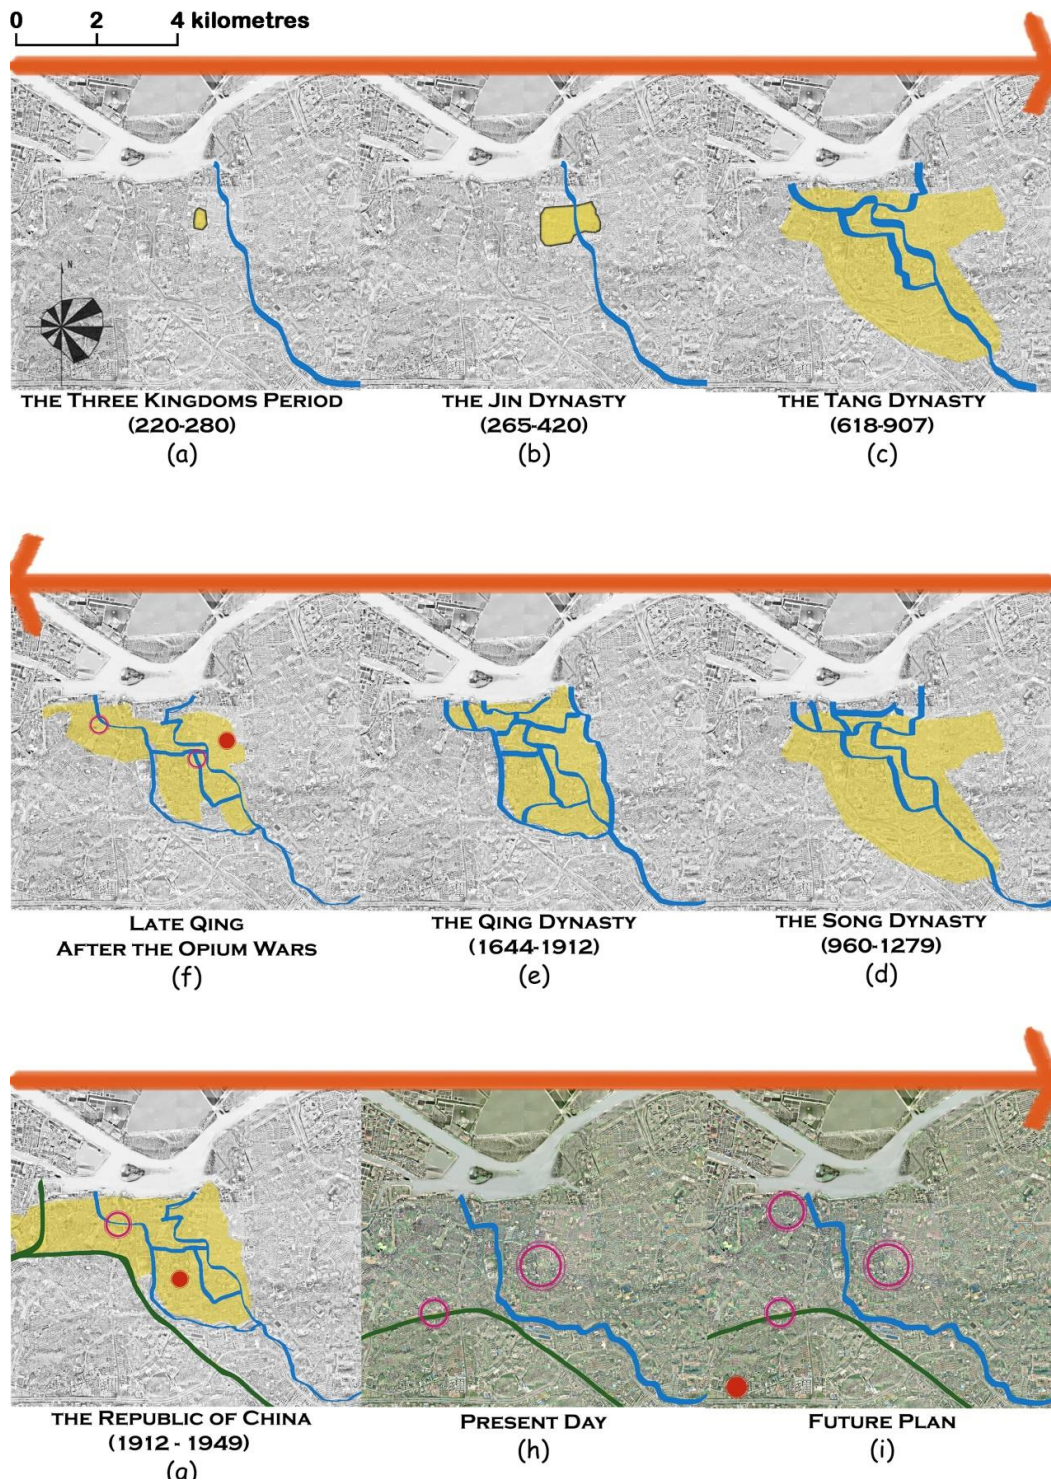 0 2 4 kilometres
N
THE THREE KINGDOMS PERIOD
(220-280)
(a)
THE JIN DYNASTY
(265-420)
(b)
THE TANG DYNASTY
(618-907)
(c)
LATE QING
AFTER THE OPIUM WARS
(f)
THE QING DYNASTY
(1644-1912)
(e)
THE SONG DYNASTY
(960-1279)
(d)
THE REPUBLIC OF CHINA
(1912 - 1949)
(g)
PRESENT DAY
(h)
FUTURE PLAN
(i)